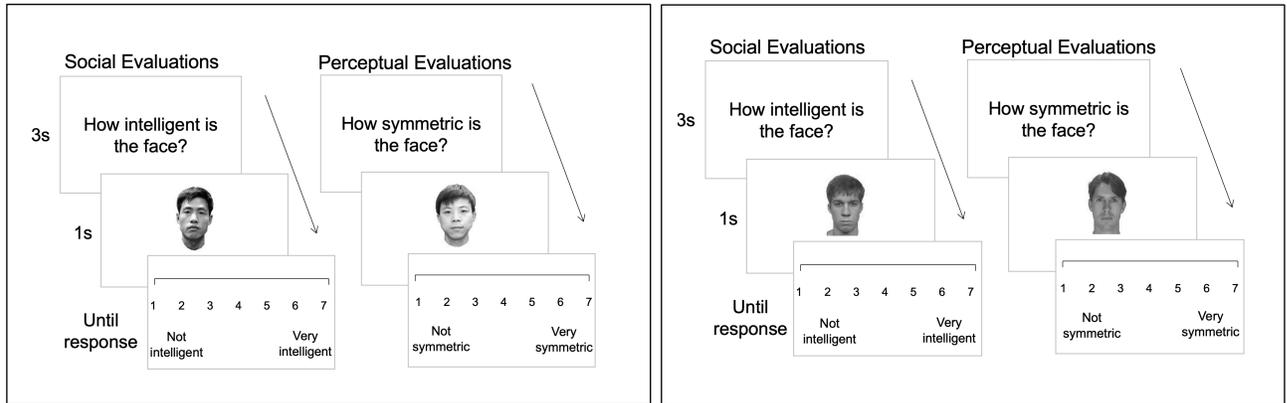 Social Evaluations
Perceptual Evaluations
How intelligent is
the face?
How symmetric is
the face?
3s
1s
1 2 3 4 5 6 7
1 2 3 4 5 6 7
Until
response
Not
intelligent
Very
intelligent
Not
symmetric
Very
symmetric
Social Evaluations
Perceptual Evaluations
How intelligent is
the face?
How symmetric is
the face?
3s
1s
1 2 3 4 5 6 7
1 2 3 4 5 6 7
Until
response
Not
intelligent
Very
intelligent
Not
symmetric
Very
symmetric